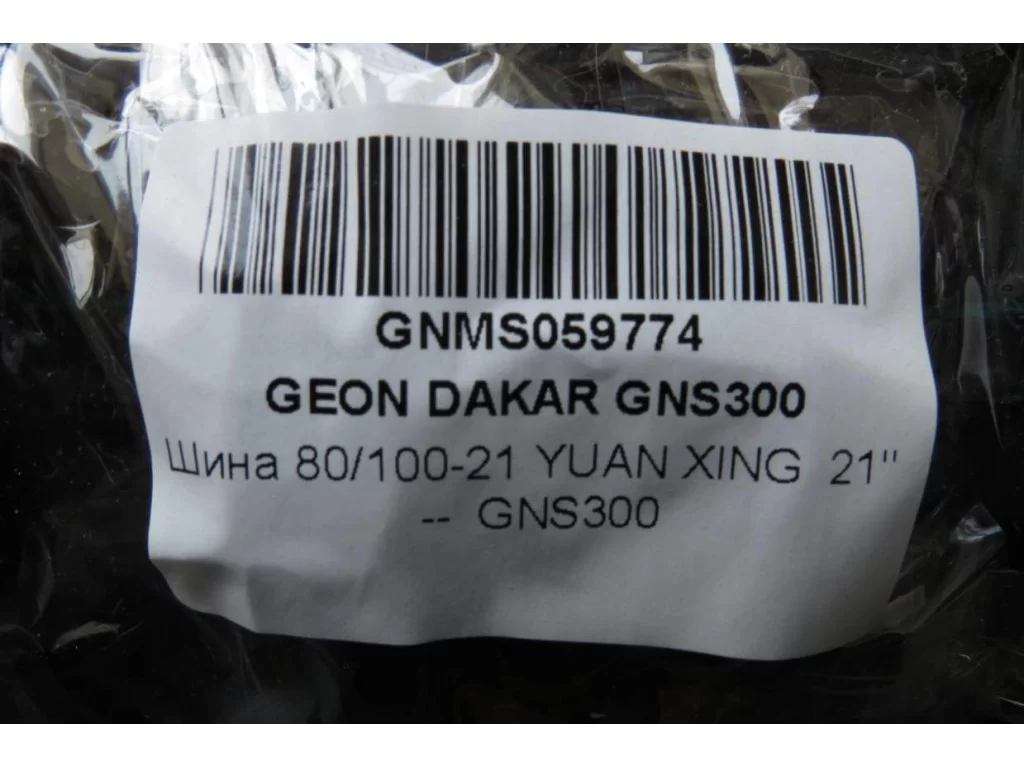 GNMS059774
GEON DAKAR GNS300
Шина 80/100-21 YUAN XING 21"
-- GNS300